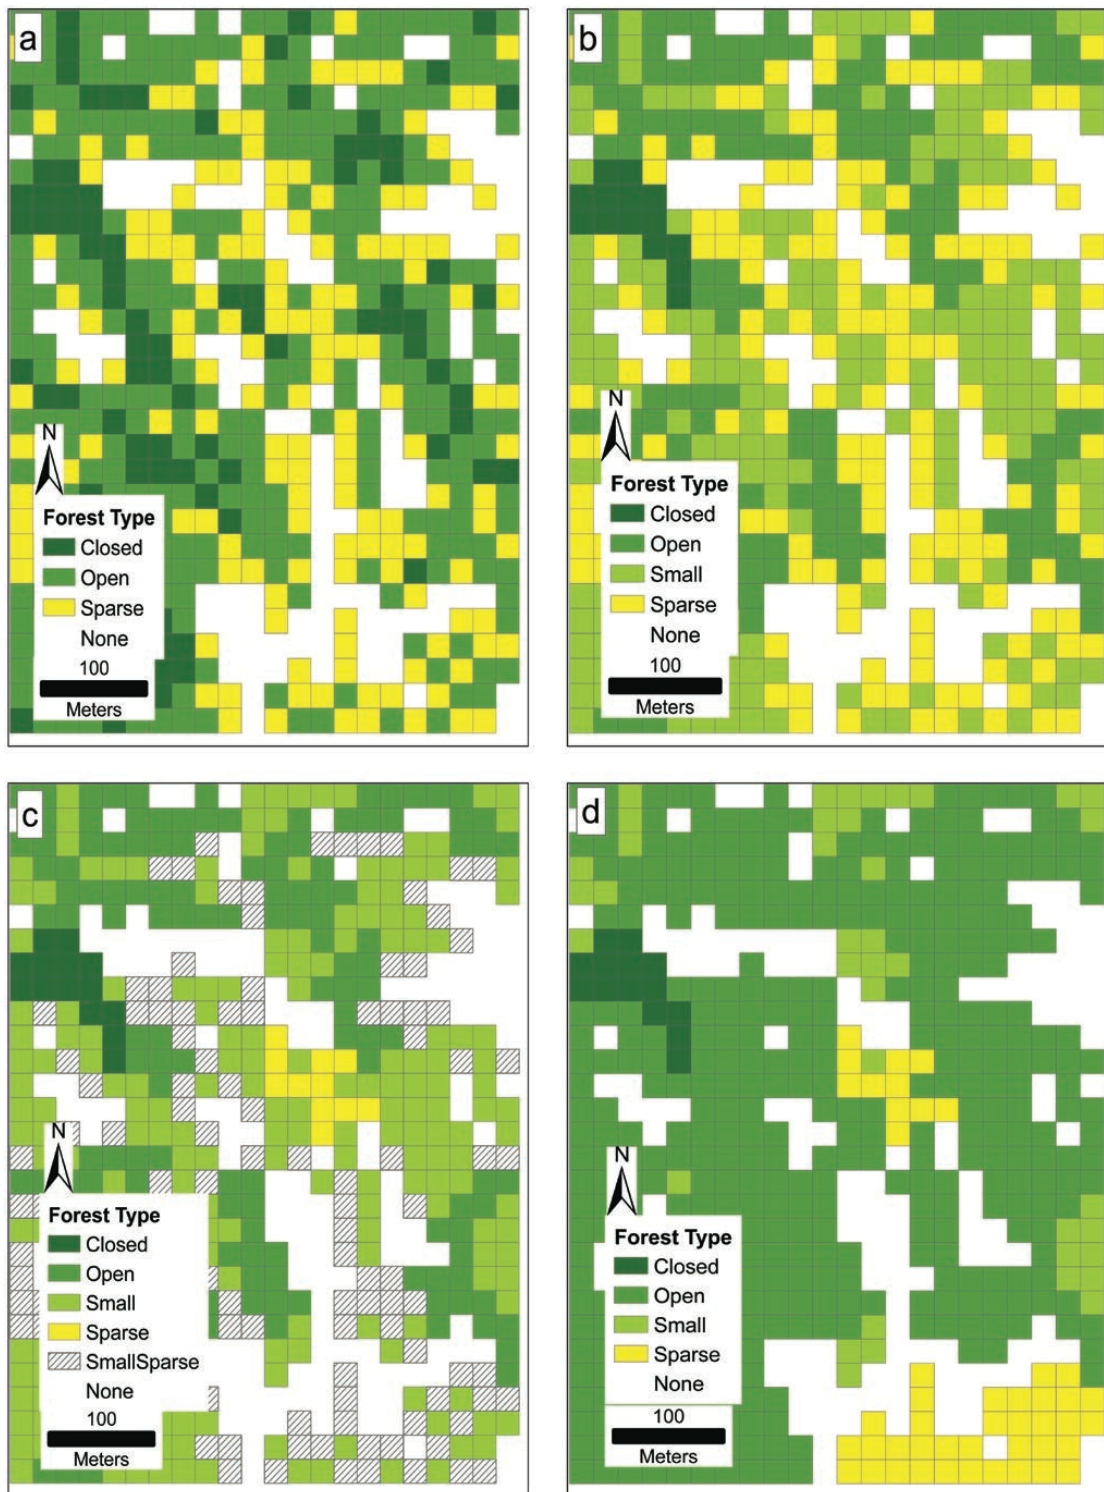 a
N
Forest Type
Closed
Open
Sparse
None
100
Meters
b
N
Forest Type
Closed
Open
Small
Sparse
None
100
Meters
c
N
Forest Type
Closed
Open
Small
Sparse
SmallSparse
None
100
Meters
d
N
Forest Type
Closed
Open
Small
Sparse
None
100
Meters